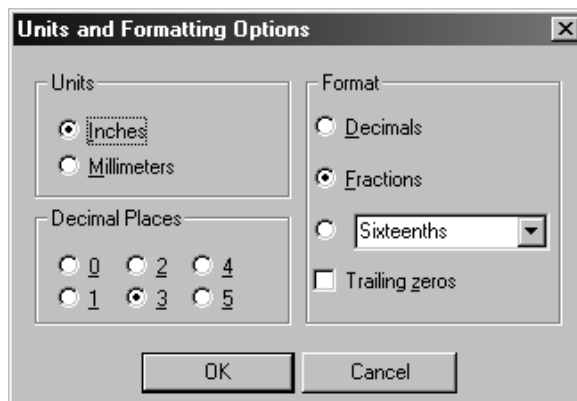 Units and Formatting Options
Units
Inches
Millimeters
Decimal Places
0 2 4
1 3 5
Format
Decimals
Fractions
Sixteenths
Trailing zeros
OK Cancel